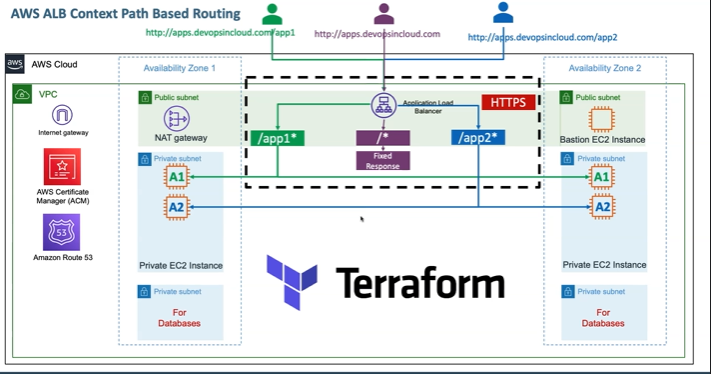 AWS ALB Context Path Based Routing
http://apps.devopsincloud.com/app1
http://apps.devopsincloud.com
http://apps.devopsincloud.com/app2
aws
AWS Cloud
Availability Zone 1
Availability Zone 2
VPC
Internet gateway
AWS Certificate
Manager (ACM)
53
Amazon Route 53
Public subnet
NAT gateway
Private subnet
A1
A2
Private EC2 Instance
Private subnet
For
Databases
Application Load
Balancer
HTTPS
/app1*
/*
/app2*
Fixed
Response
Terraform
Public subnet
Bastion EC2 Instance
Private subnet
A1
A2
Private EC2 Instance
Private subnet
For
Databases